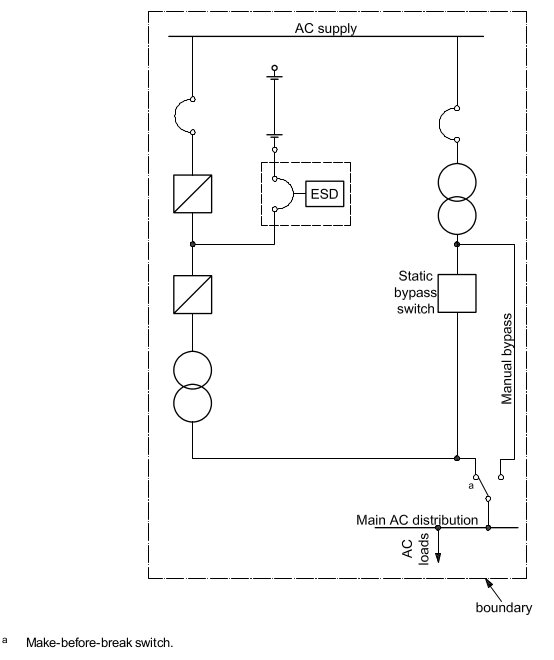 AC supply
ESD
Static
bypass
switch
Manual bypass
a
Main AC distribution
AC
loads
boundary
a Make-before-break switch.